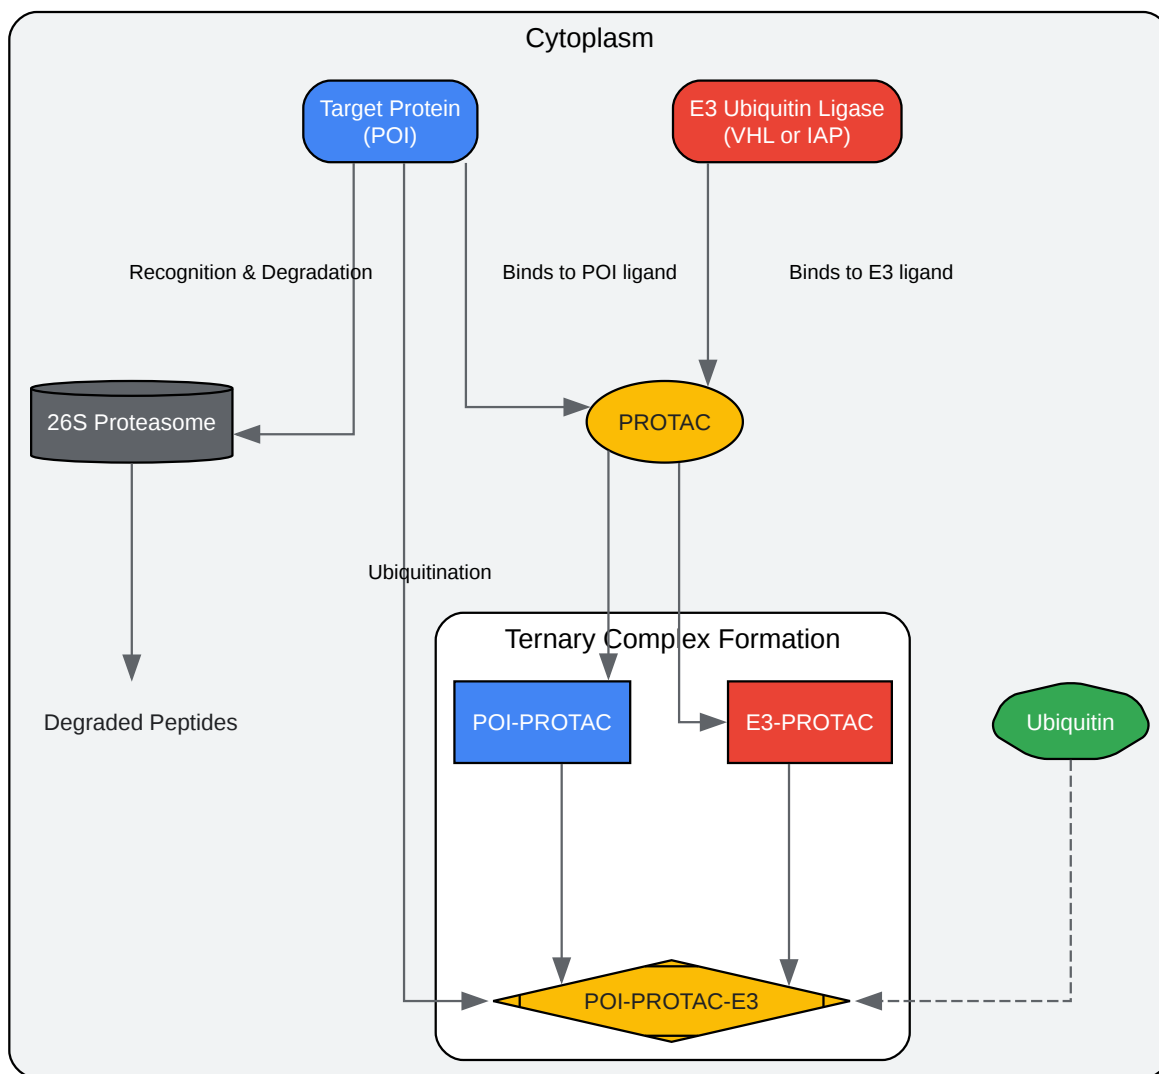 Cytoplasm
Target Protein
(POI)
E3 Ubiquitin Ligase
(VHL or IAP)
Recognition & Degradation
Binds to POI ligand
Binds to E3 ligand
26S Proteasome
PROTAC
Ubiquitination
Ternary Complex Formation
Degraded Peptides
POI-PROTAC
E3-PROTAC
Ubiquitin
POI-PROTAC-E3